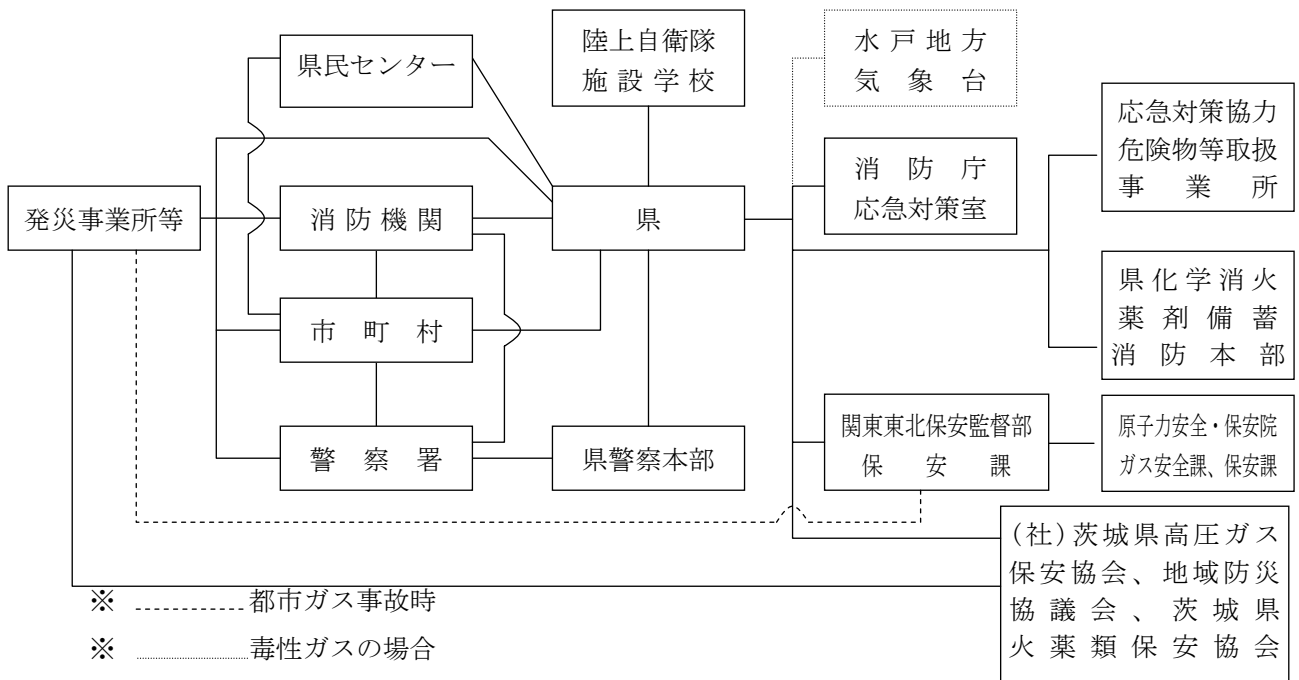 県民センター
陸上自衛隊
施設学校
水戸地方
気象台
応急対策協力
危険物等取扱
事業所
消防庁
応急対策室
発災事業所等
消防機関
県
県化学消火
薬剤備蓄
消防本部
市町村
警察署
県警察本部
関東東北保安監督部
保安課
原子力安全・保安院
ガス安全課、保安課
(社)茨城県高圧ガス
保安協会、地域防災
協議会、茨城県
火薬類保安協会
※ 都市ガス事故時
※ 毒性ガスの場合